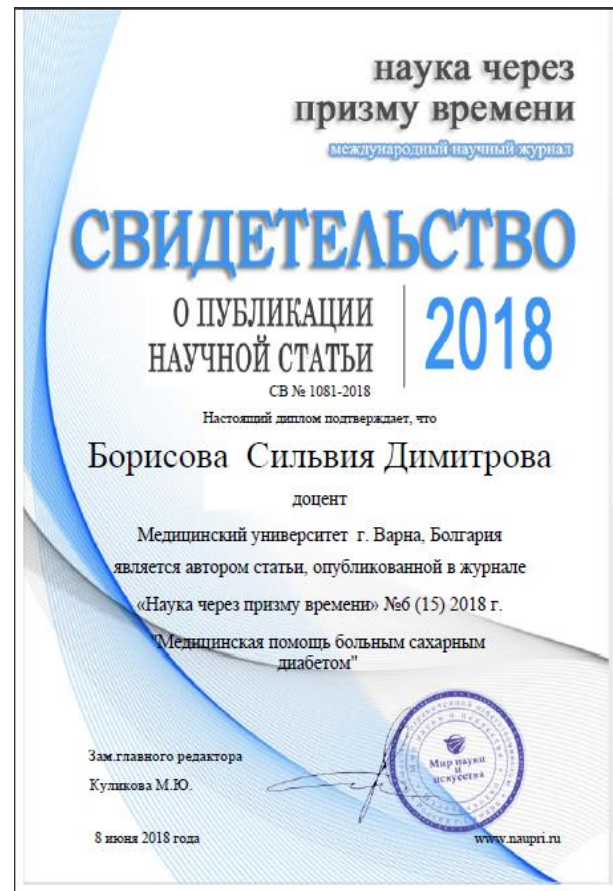 наука через
призму времени
международный научный журнал
СВИДЕТЕЛЬСТВО
О ПУБЛИКАЦИИ
НАУЧНОЙ СТАТЬИ
2018
СВ № 1081-2018
Настоящий диплом подтверждает, что
Борисова Сильвия Димитрова
доцент
Медицинский университет г. Варна, Болгария
является автором статьи, опубликованной в журнале
«Наука через призму времени» №6 (15) 2018 г.
"Медицинская помощь больным сахарным
диабетом"
Зам.главного редактора
Куликова М.Ю.
Мир науки
и
искусства
8 июня 2018 года
www.naupri.ru